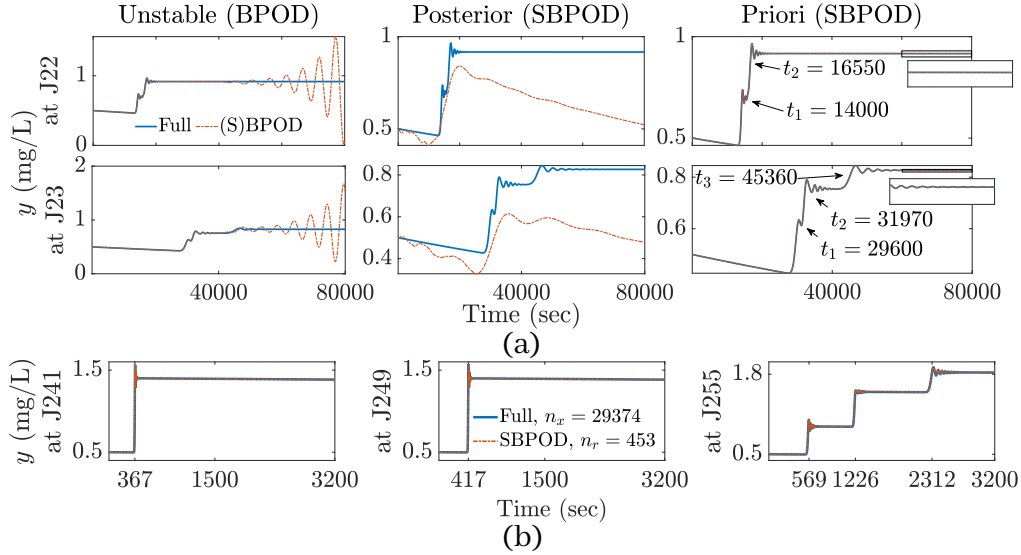 Unstable (BPOD)
Posterior (SBPOD)
Priori (SBPOD)
y (mg/L)
at J22
1
0
Full
(S)BPOD
1
0.5
1
0.5
t₂ = 16550
t₁ = 14000
at J23
2
1
0
0.8
0.6
0.4
0.8
0.6
t₃ = 45360
t₂ = 31970
t₁ = 29600
40000
80000
40000
80000
40000
80000
Time (sec)
(a)
y (mg/L)
at J241
1.5
0.5
at J249
1.5
0.5
Full, nₓ = 29374
SBPOD, nᵣ = 453
at J255
1.8
0.5
367
1500
3200
417
1500
3200
569
1226
2312
3200
Time (sec)
(b)